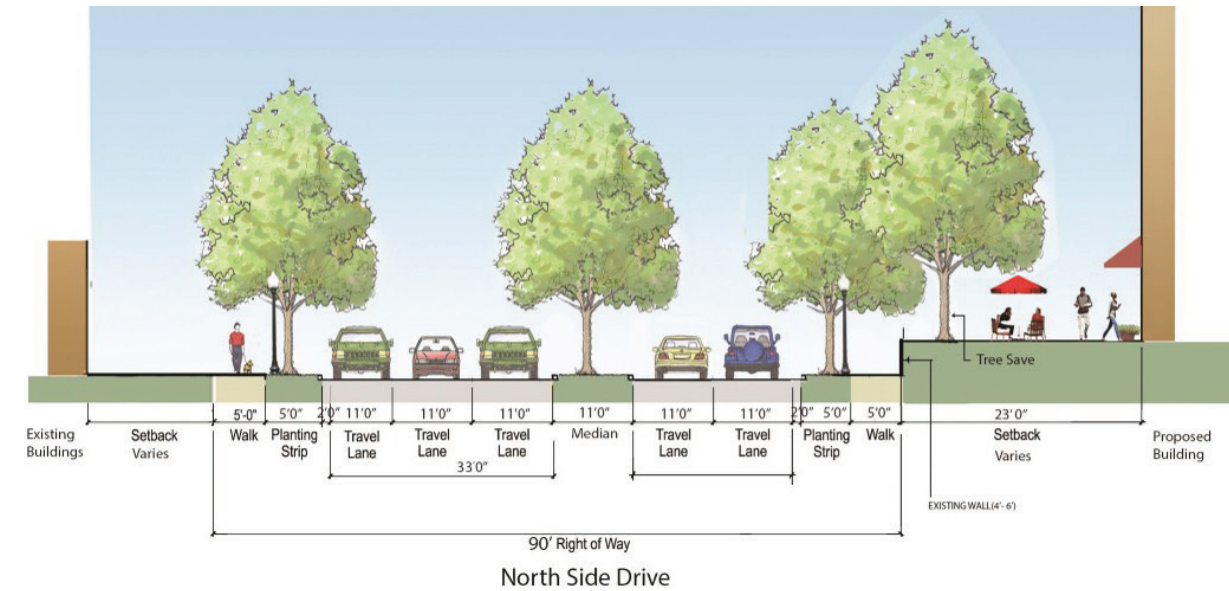 Tree Save
5'-0"
5'0"
2'0"
11'0"
11'0"
11'0"
11'0"
11'0"
11'0"
2'0"
5'0"
5'0"
23' 0"
Existing
Buildings
Setback
Varies
Walk
Planting
Strip
Travel
Lane
Travel
Lane
Travel
Lane
Median
Travel
Lane
Travel
Lane
Planting
Strip
Walk
Setback
Varies
Proposed
Building
33'0"
EXISTING WALL(4'- 6')
90' Right of Way
North Side Drive